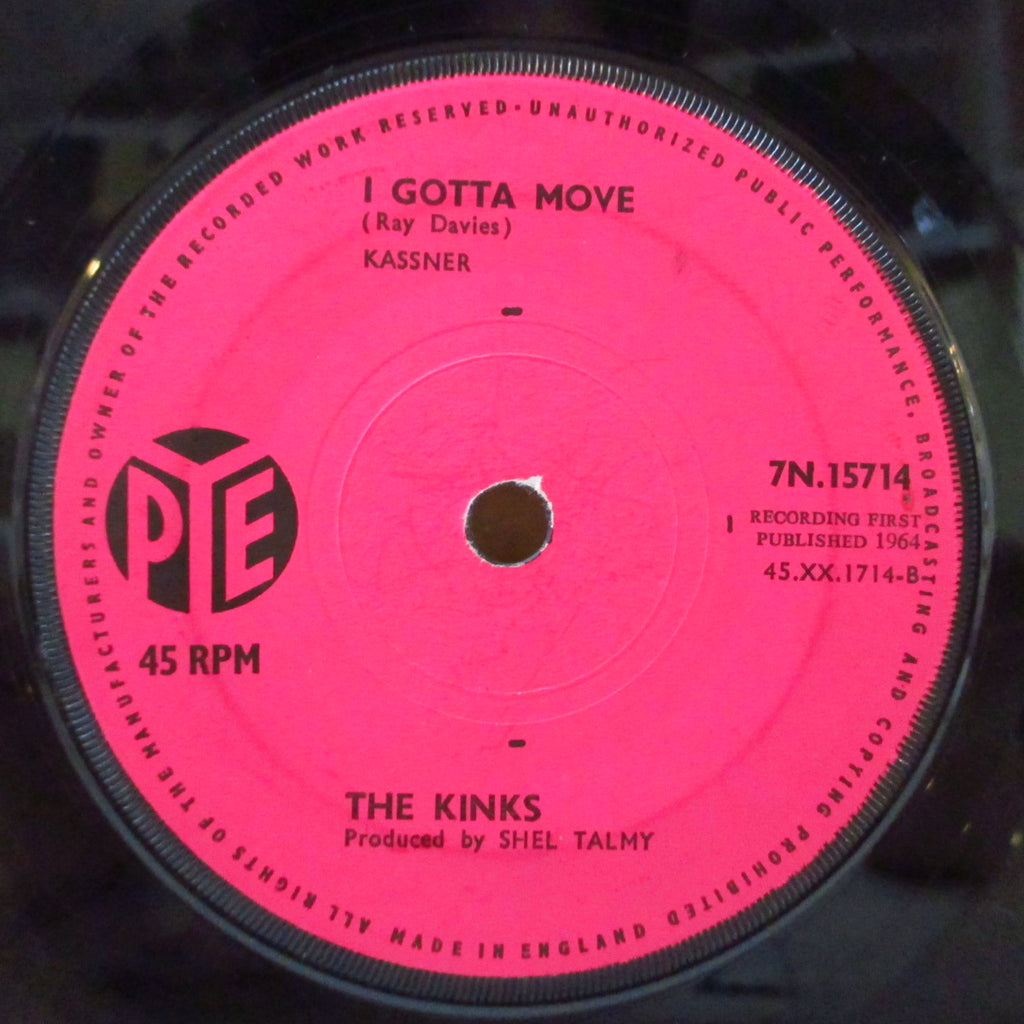 ALL RIGHTS OF THE MANUFACTURERS AND OWNER OF THE RECORDED WORK RESERVED · UNAUTHORIZED PUBLIC PERFORMANCE, BROADCASTING AND COPYING PROHIBITED
MADE IN ENGLAND
I GOTTA MOVE
(Ray Davies)
KASSNER
PYE
45 RPM
7N.15714
I RECORDING FIRST
PUBLISHED 1964
45.XX.1714-B
THE KINKS
Produced by SHEL TALMY